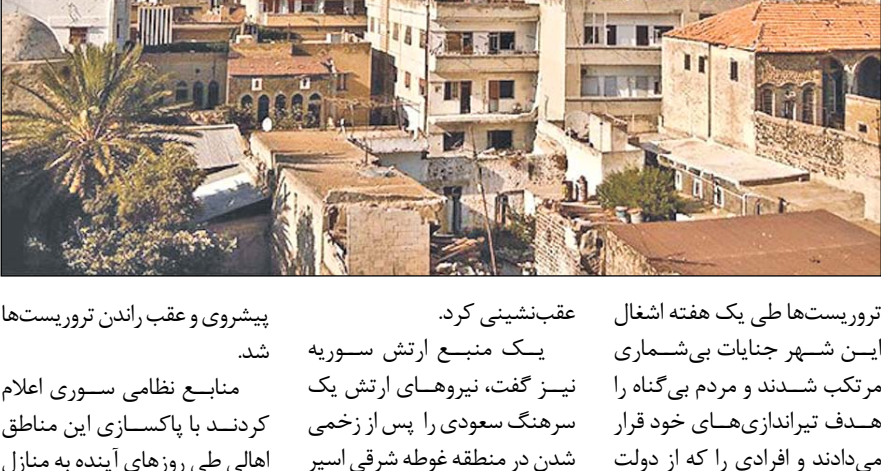 تروریست‌ها طی یک هفته اشغال
این شهر جنایات بی‌شماری
مرتکب شدند و مردم بی‌گناه را
هدف تیراندازی‌های خود قرار
می‌دادند و افرادی را که از دولت
عقب‌نشینی کرد.
یک منبع ارتش سوریه
نیز گفت، نیروهای ارتش یک
سرهنگ سعودی را پس از زخمی
شدن در منطقه غوطه شرقی اسیر
پیشروی و عقب راندن تروریست‌ها
شد.
منابع نظامی سوری اعلام
کردند با پاکسازی این مناطق
اهالی طی روزهای آینده به منازل